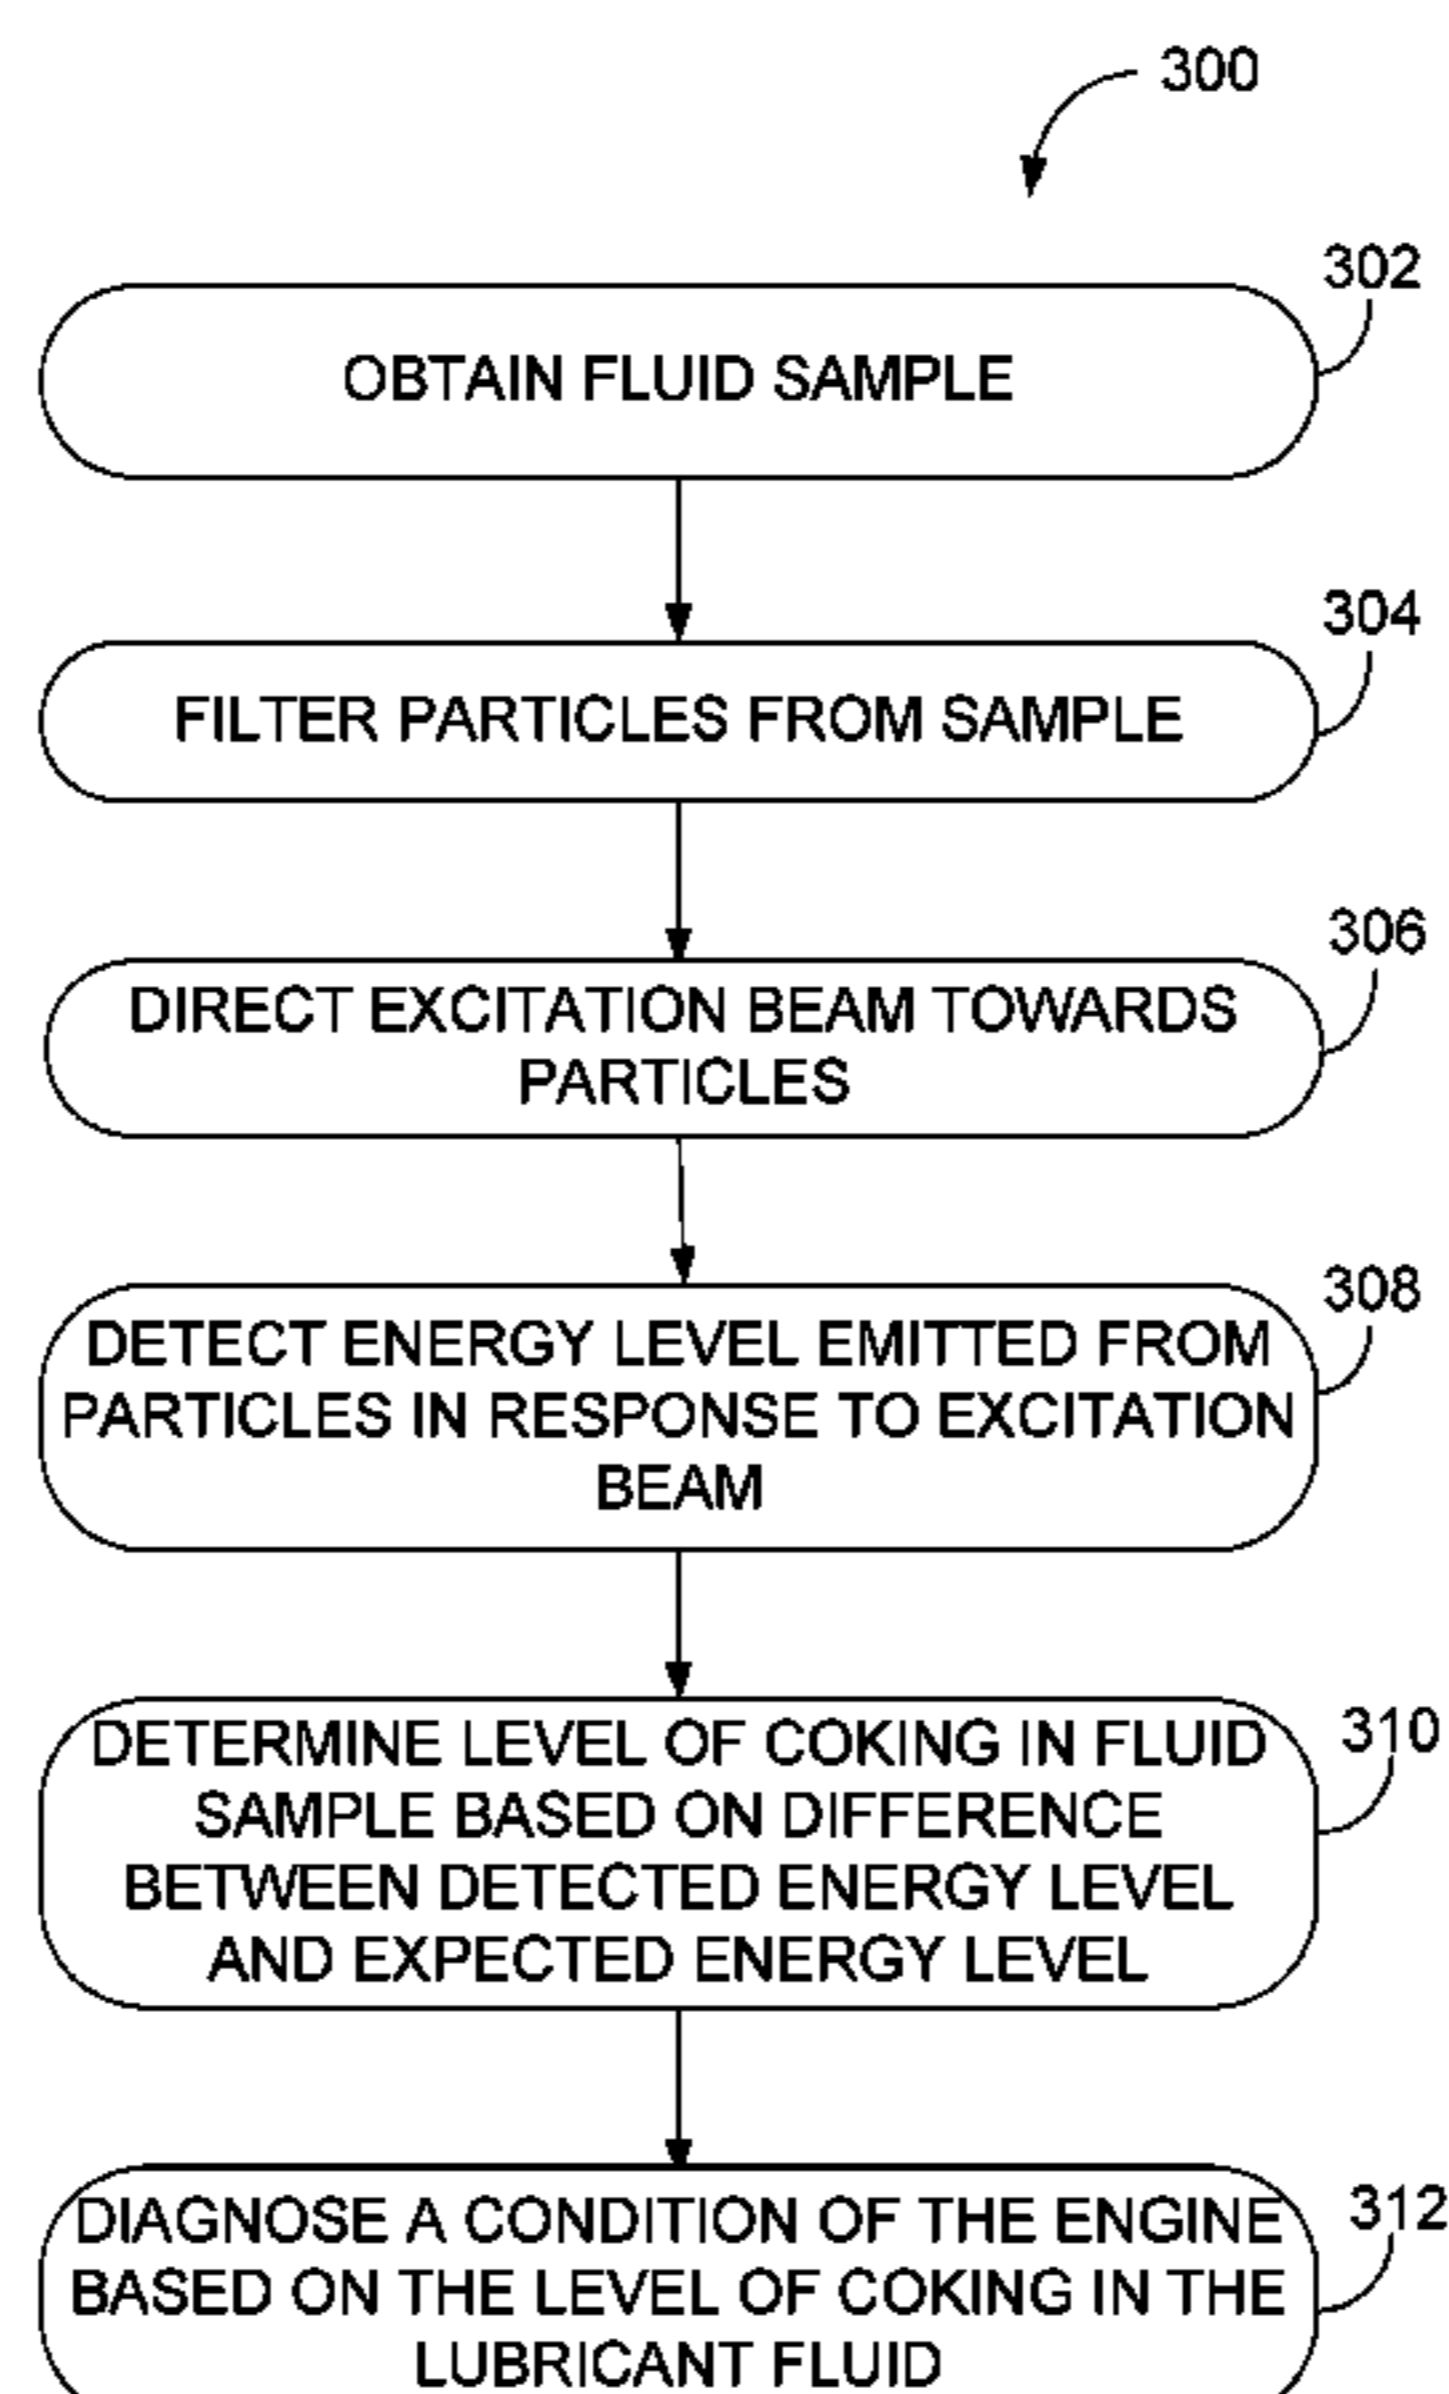 300
302
OBTAIN FLUID SAMPLE
304
FILTER PARTICLES FROM SAMPLE
306
DIRECT EXCITATION BEAM TOWARDS
PARTICLES
308
DETECT ENERGY LEVEL EMITTED FROM
PARTICLES IN RESPONSE TO EXCITATION
BEAM
310
DETERMINE LEVEL OF COKING IN FLUID
SAMPLE BASED ON DIFFERENCE
BETWEEN DETECTED ENERGY LEVEL
AND EXPECTED ENERGY LEVEL
312
DIAGNOSE A CONDITION OF THE ENGINE
BASED ON THE LEVEL OF COKING IN THE
LUBRICANT FLUID